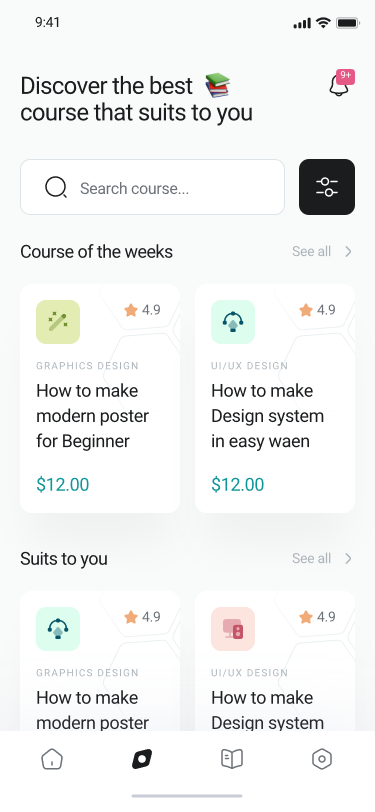 9:41
Discover the best 📚
course that suits to you
9+
Search course...
Course of the weeks
See all
4.9
GRAPHICS DESIGN
How to make
modern poster
for Beginner
$12.00
4.9
UI/UX DESIGN
How to make
Design system
in easy waen
$12.00
Suits to you
See all
4.9
GRAPHICS DESIGN
How to make
modern poster
4.9
UI/UX DESIGN
How to make
Design system